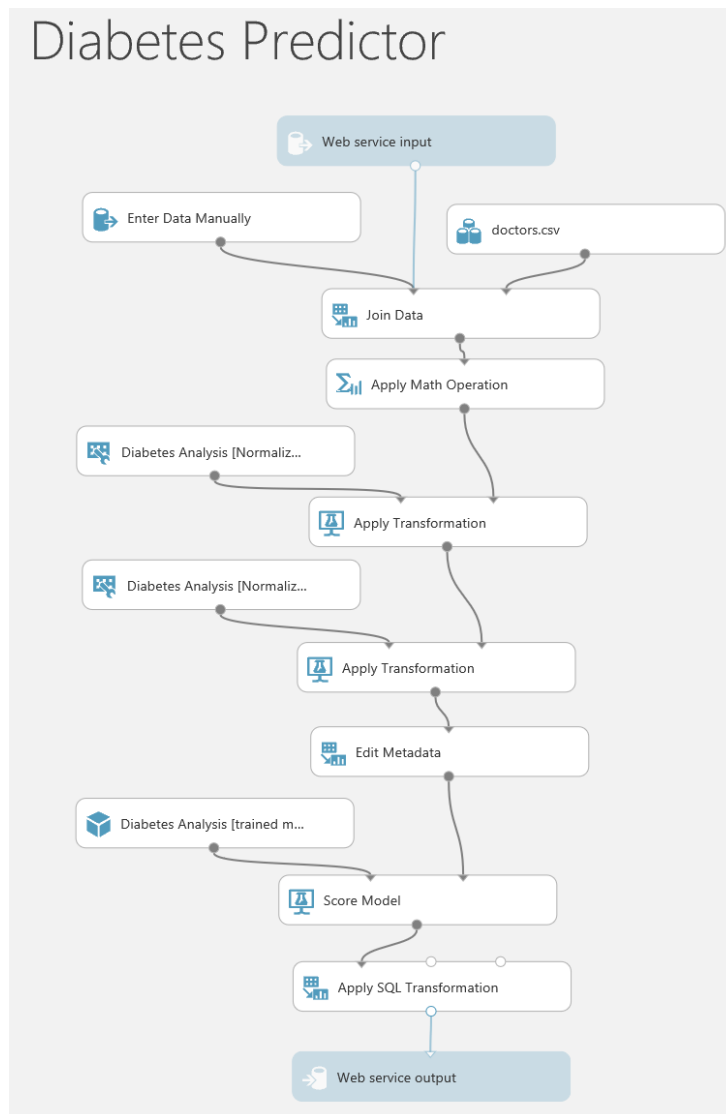 Diabetes Predictor
Web service input
Enter Data Manually
doctors.csv
Join Data
Apply Math Operation
Diabetes Analysis [Normaliz...
Apply Transformation
Diabetes Analysis [Normaliz...
Apply Transformation
Edit Metadata
Diabetes Analysis [trained m...
Score Model
Apply SQL Transformation
Web service output